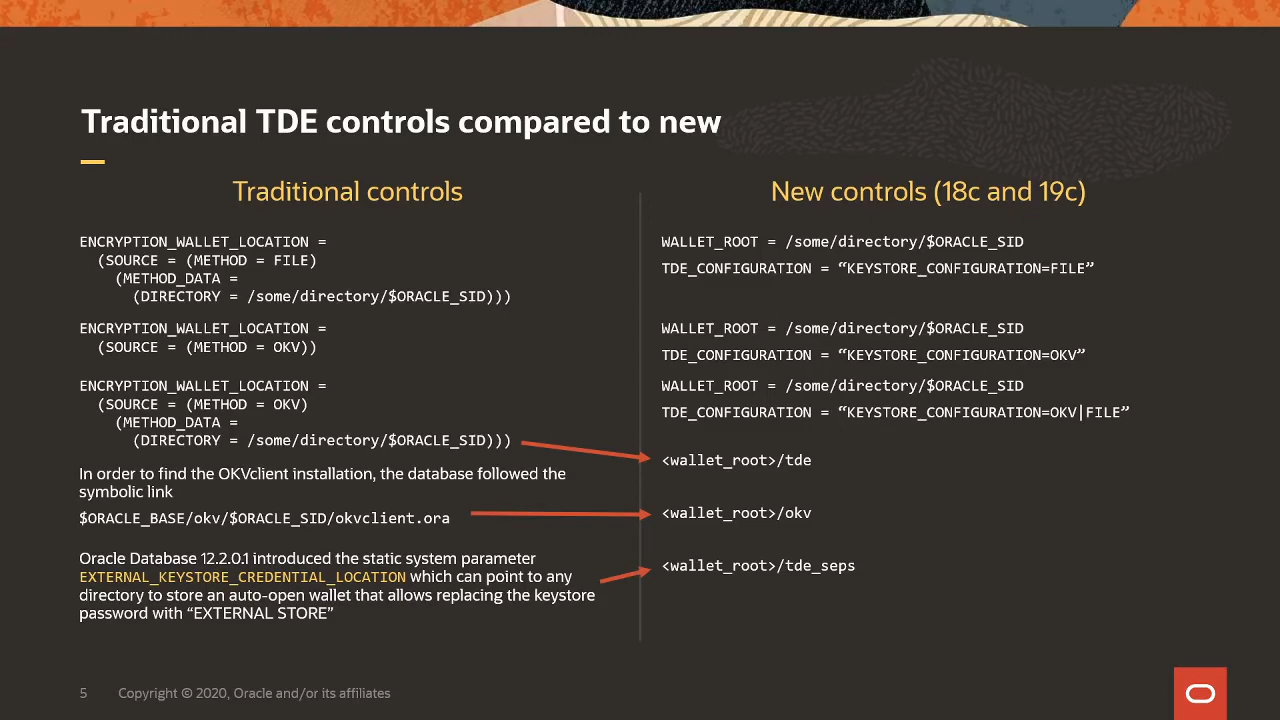 Traditional TDE controls compared to new
Traditional controls
ENCRYPTION_WALLET_LOCATION =
(SOURCE = (METHOD = FILE)
(METHOD_DATA =
(DIRECTORY = /some/directory/$ORACLE_SID)))
ENCRYPTION_WALLET_LOCATION =
(SOURCE = (METHOD = OKV))
ENCRYPTION_WALLET_LOCATION =
(SOURCE = (METHOD = OKV)
(METHOD_DATA =
(DIRECTORY = /some/directory/$ORACLE_SID)))
In order to find the OKVclient installation, the database followed the
symbolic link
$ORACLE_BASE/okv/$ORACLE_SID/okvclient.ora
Oracle Database 12.2.0.1 introduced the static system parameter
EXTERNAL_KEYSTORE_CREDENTIAL_LOCATION which can point to any
directory to store an auto-open wallet that allows replacing the keystore
password with “EXTERNAL STORE”
New controls (18c and 19c)
WALLET_ROOT = /some/directory/$ORACLE_SID
TDE_CONFIGURATION = “KEYSTORE_CONFIGURATION=FILE”
WALLET_ROOT = /some/directory/$ORACLE_SID
TDE_CONFIGURATION = “KEYSTORE_CONFIGURATION=OKV”
WALLET_ROOT = /some/directory/$ORACLE_SID
TDE_CONFIGURATION = “KEYSTORE_CONFIGURATION=OKV|FILE”
<wallet_root>/tde
<wallet_root>/okv
<wallet_root>/tde_seps
5 Copyright © 2020, Oracle and/or its affiliates